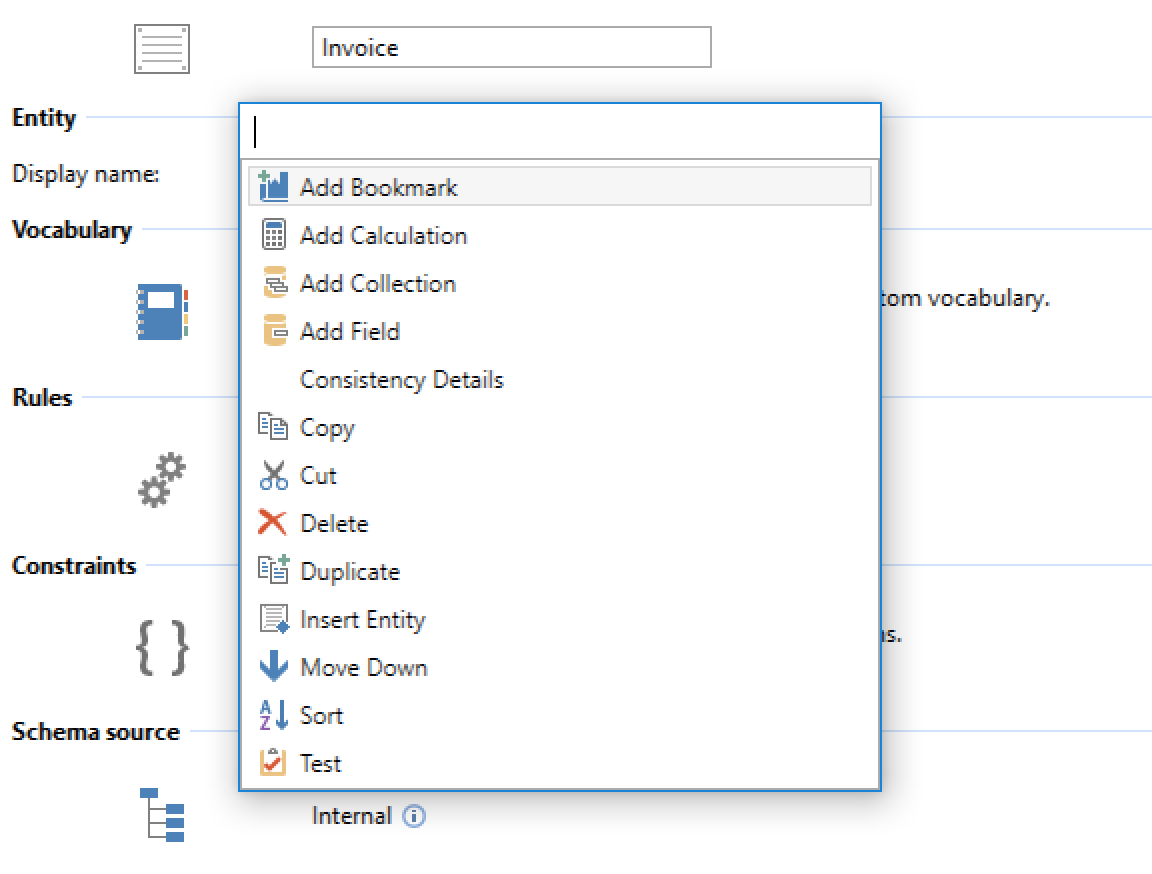 Invoice
Entity
Display name:
Vocabulary
Add Bookmark
Add Calculation
Add Collection
tom vocabulary.
Add Field
Consistency Details
Rules
Copy
Cut
Delete
Constraints
Duplicate
Insert Entity
s.
Move Down
Sort
Schema source
Test
Internal